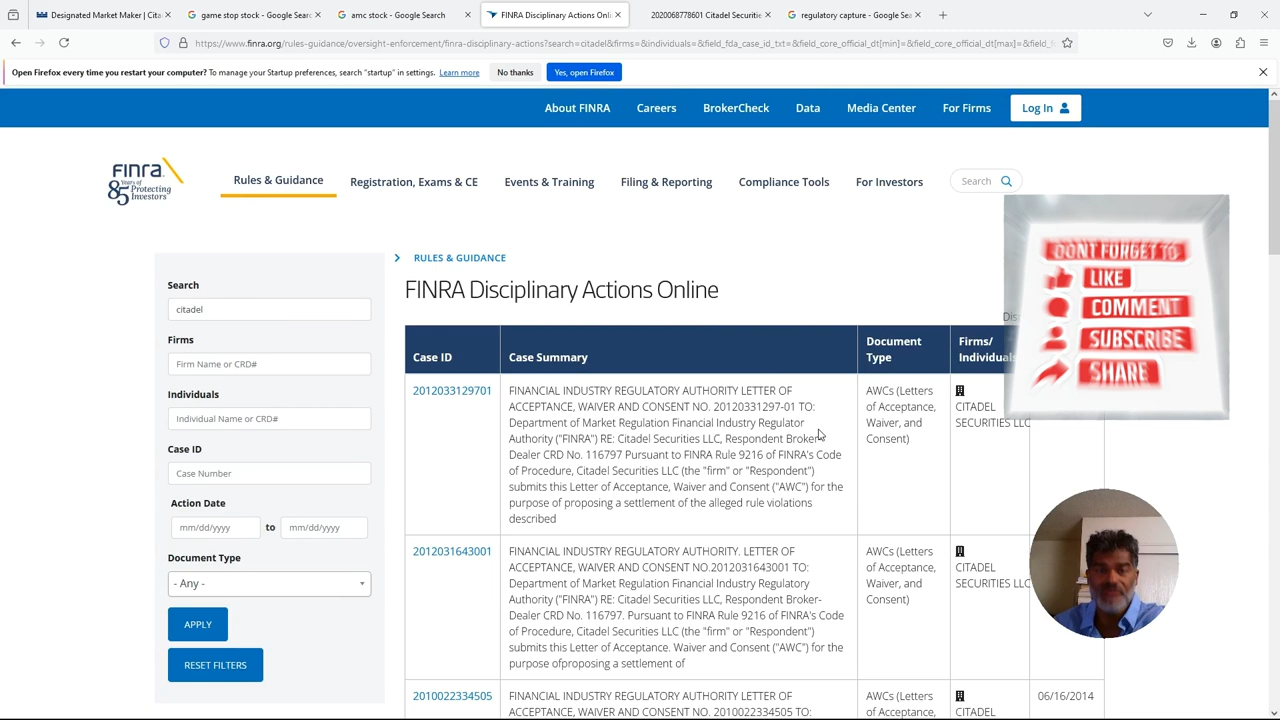 Designated Market Maker | Cita
game stop stock - Google Sear
amc stock - Google Search
FINRA Disciplinary Actions Onli
2020068778601 Citadel Securitie
regulatory capture - Google Sea
https://www.finra.org/rules-guidance/oversight-enforcement/finra-disciplinary-actions?search=citadel&firms=&individuals=&field_fda_case_id_txt=&field_core_official_dt[min]=&field_core_official_dt[max]=&field_f
Open Firefox every time you restart your computer? To manage your Startup preferences, search "startup" in settings. Learn more
No thanks
Yes, open Firefox
About FINRA
Careers
BrokerCheck
Data
Media Center
For Firms
Log In
finra
85 Years of Protecting Investors
Rules & Guidance
Registration, Exams & CE
Events & Training
Filing & Reporting
Compliance Tools
For Investors
Search
RULES & GUIDANCE
FINRA Disciplinary Actions Online
Search
citadel
Firms
Firm Name or CRD#
Individuals
Individual Name or CRD#
Case ID
Case Number
Action Date
mm/dd/yyyy to mm/dd/yyyy
Document Type
- Any -
APPLY
RESET FILTERS
DONT FORGET TO
LIKE
COMMENT
SUBSCRIBE
SHARE
Case ID
Case Summary
Document
Type
Firms/
Individuals
2012033129701
FINANCIAL INDUSTRY REGULATORY AUTHORITY LETTER OF
ACCEPTANCE, WAIVER AND CONSENT NO. 20120331297-01 TO:
Department of Market Regulation Financial Industry Regulator
Authority ("FINRA") RE: Citadel Securities LLC, Respondent Broker-
Dealer CRD No. 116797 Pursuant to FINRA Rule 9216 of FINRA's Code
of Procedure, Citadel Securities LLC (the "firm" or "Respondent")
submits this Letter of Acceptance, Waiver and Consent ("AWC") for the
purpose of proposing a settlement of the alleged rule violations
described
AWCs (Letters
of Acceptance,
Waiver, and
Consent)
CITADEL
SECURITIES LLC
2012031643001
FINANCIAL INDUSTRY REGULATORY AUTHORITY. LETTER OF
ACCEPTANCE, WAIVER AND CONSENT NO.2012031643001 TO:
Department of Market Regulation Financial Industry Regulatory
Authority ("FINRA") RE: Citadel Securities LLC, Respondent Broker-
Dealer CRD No. 116797. Pursuant to FINRA Rule 9216 of FINRA's Code
of Procedure, Citadel Securities LLC (the "firm" or "Respondent")
submits this Letter of Acceptance. Waiver and Consent ("AWC") for the
purpose ofproposing a settlement of
AWCs (Letters
of Acceptance,
Waiver, and
Consent)
CITADEL
SECURITIES LLC
2010022334505
FINANCIAL INDUSTRY REGULATORY AUTHORITY LETTER OF
ACCEPTANCE, WAIVER AND CONSENT NO. 2010022334505 TO:
AWCs (Letters
of Acceptance,
CITADEL
06/16/2014